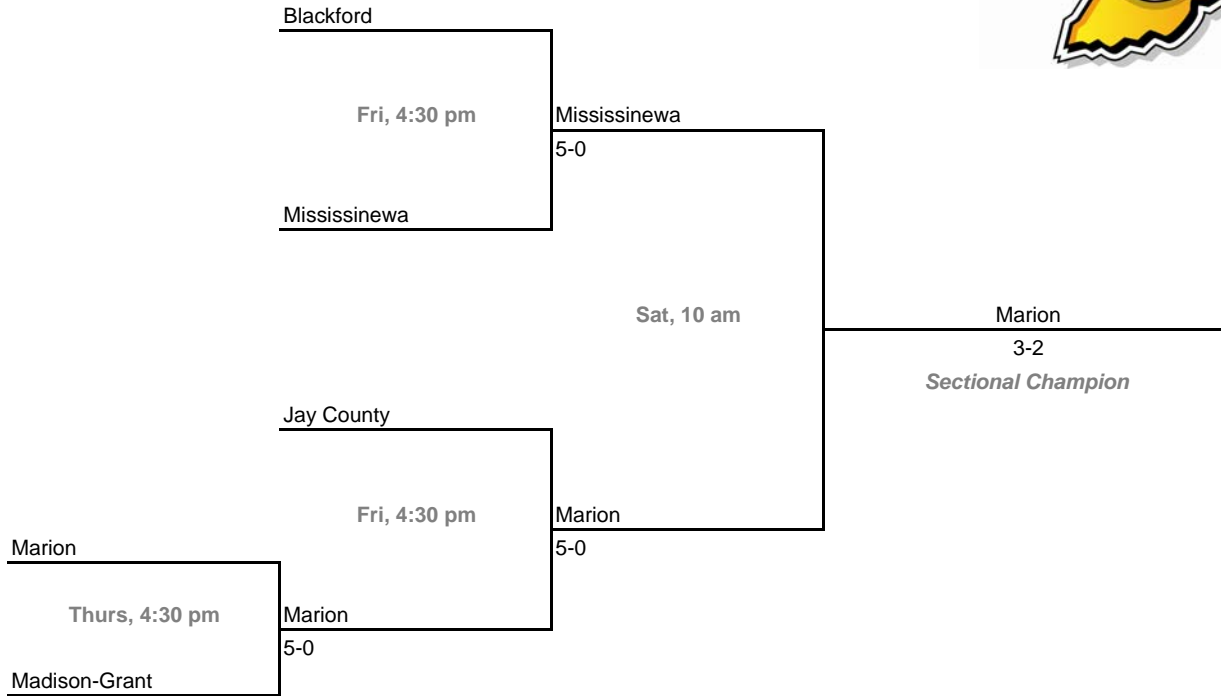 Blackford
Fri, 4:30 pm
Mississinewa
5-0
Mississinewa
Sat, 10 am
Marion
3-2
Sectional Champion
Jay County
Fri, 4:30 pm
Marion
5-0
Marion
Thurs, 4:30 pm
Marion
5-0
Madison-Grant